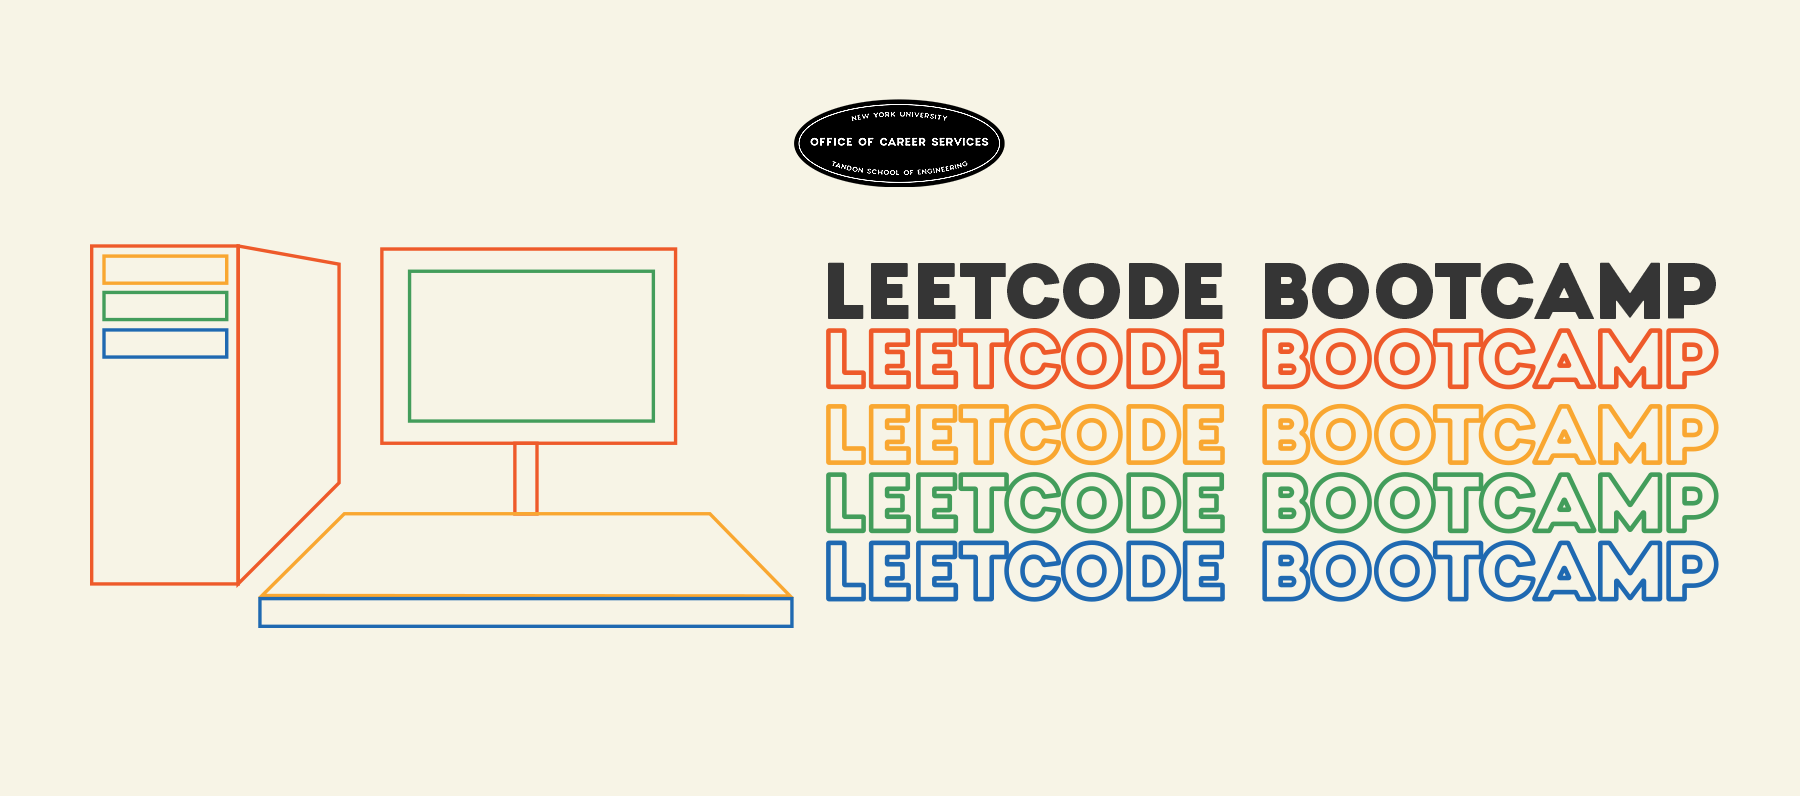 NEW YORK UNIVERSITY
OFFICE OF CAREER SERVICES
TANDON SCHOOL OF ENGINEERING
LEETCODE BOOTCAMP
LEETCODE BOOTCAMP
LEETCODE BOOTCAMP
LEETCODE BOOTCAMP
LEETCODE BOOTCAMP